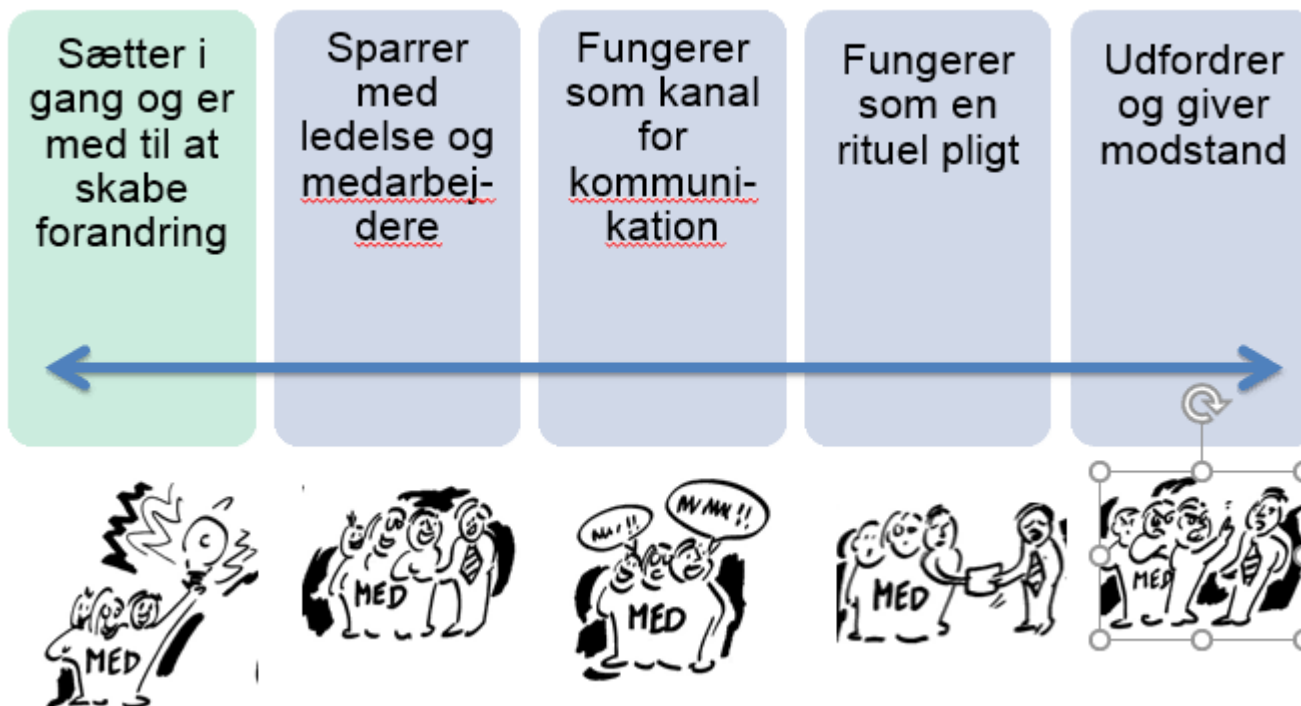 Sætter i
gang og er
med til at
skabe
forandring
Sparrer
med
ledelse og
medarbej-
dere
Fungerer
som kanal
for
kommuni-
kation
Fungerer
som en
rituel pligt
Udfordrer
og giver
modstand
C
MED
MED
MED
MED
MED